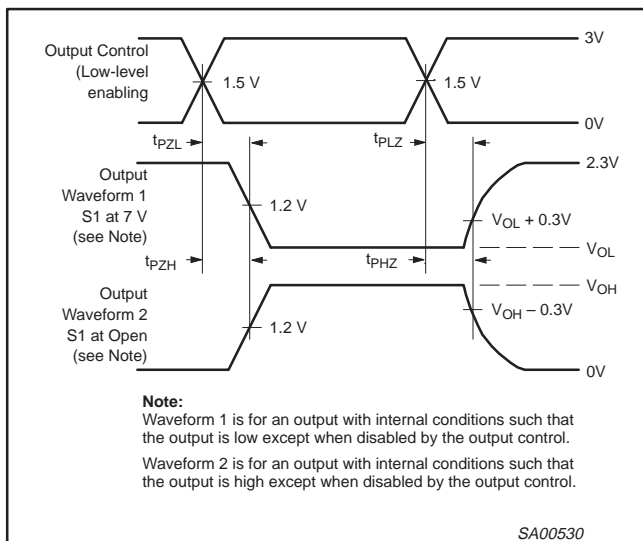 Output Control
(Low-level
enabling
3V
1.5 V
1.5 V
0V
tPZL
tPLZ
2.3V
Output
Waveform 1
S1 at 7 V
(see Note)
1.2 V
VOL + 0.3V
VOL
tPZH
tPHZ
VOH
Output
Waveform 2
S1 at Open
(see Note)
1.2 V
VOH – 0.3V
0V
Note:
Waveform 1 is for an output with internal conditions such that
the output is low except when disabled by the output control.
Waveform 2 is for an output with internal conditions such that
the output is high except when disabled by the output control.
SA00530